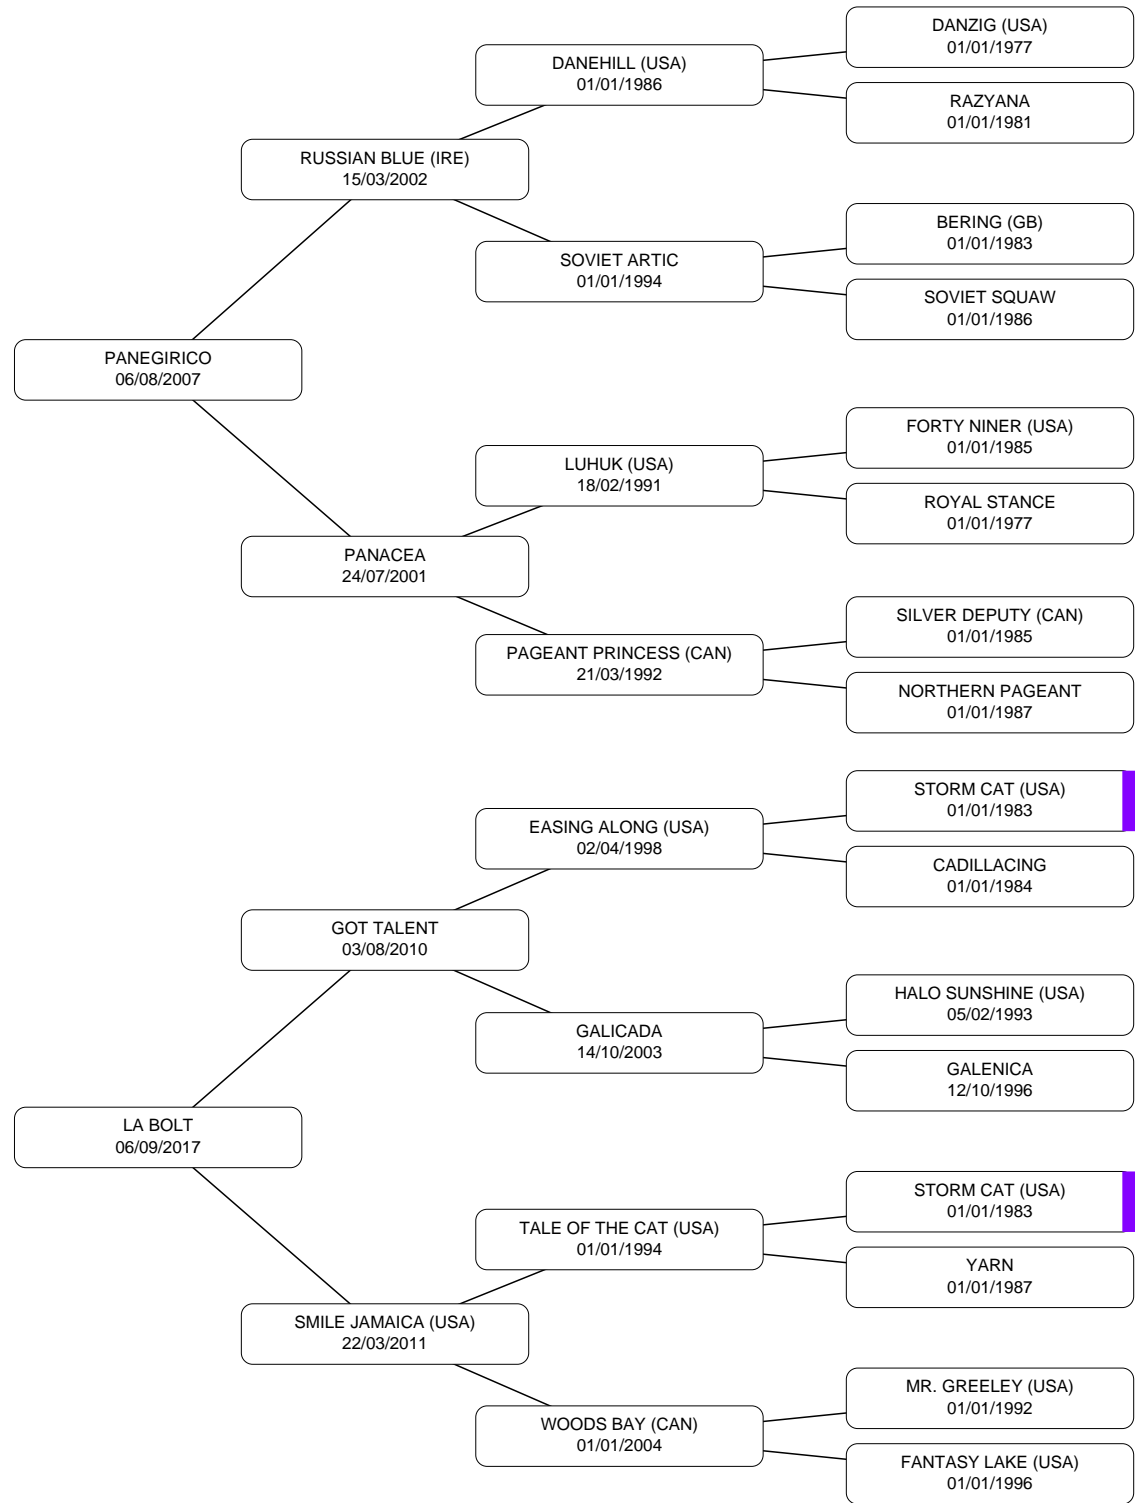 DANZIG (USA)
01/01/1977
DANEHILL (USA)
01/01/1986
RAZYANA
01/01/1981
RUSSIAN BLUE (IRE)
15/03/2002
BERING (GB)
01/01/1983
SOVIET ARTIC
01/01/1994
SOVIET SQUAW
01/01/1986
PANEGIRICO
06/08/2007
FORTY NINER (USA)
01/01/1985
LUHUK (USA)
18/02/1991
ROYAL STANCE
01/01/1977
PANACEA
24/07/2001
SILVER DEPUTY (CAN)
01/01/1985
PAGEANT PRINCESS (CAN)
21/03/1992
NORTHERN PAGEANT
01/01/1987
STORM CAT (USA)
01/01/1983
EASING ALONG (USA)
02/04/1998
CADILLACING
01/01/1984
GOT TALENT
03/08/2010
HALO SUNSHINE (USA)
05/02/1993
GALICADA
14/10/2003
GALENICA
12/10/1996
LA BOLT
06/09/2017
STORM CAT (USA)
01/01/1983
TALE OF THE CAT (USA)
01/01/1994
YARN
01/01/1987
SMILE JAMAICA (USA)
22/03/2011
MR. GREELEY (USA)
01/01/1992
WOODS BAY (CAN)
01/01/2004
FANTASY LAKE (USA)
01/01/1996